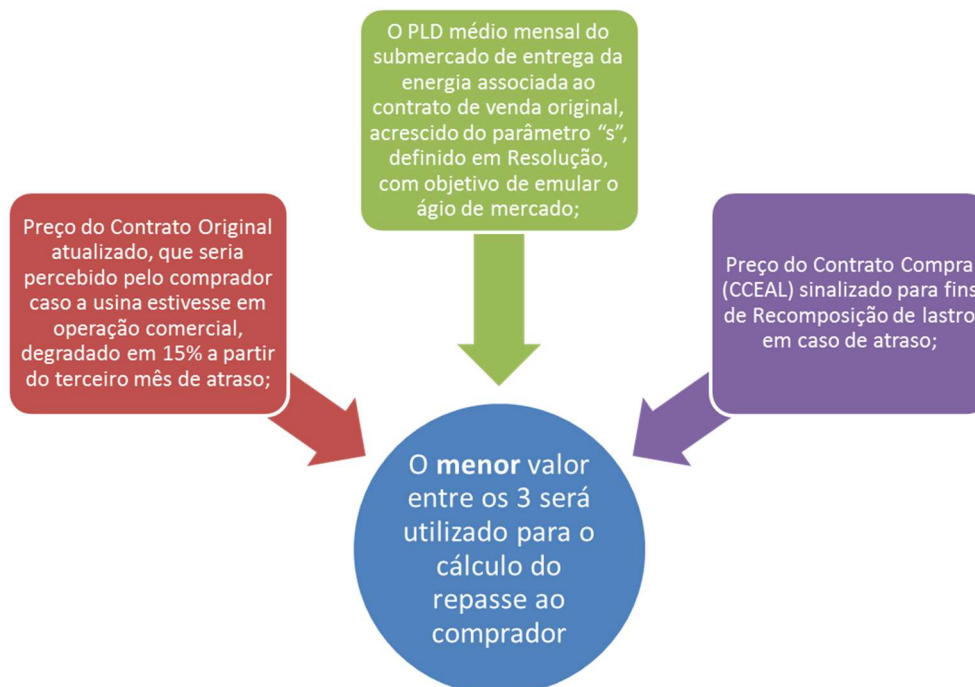 O PLD médio mensal do
submercado de entrega da
energia associada ao
contrato de venda original,
acrescido do parâmetro “s”,
definido em Resolução,
com objetivo de emular o
ágio de mercado;
Preço do Contrato Original
atualizado, que seria
percebido pelo comprador
caso a usina estivesse em
operação comercial,
degradado em 15% a partir
do terceiro mês de atraso;
Preço do Contrato Compra
(CCEAL) sinalizado para fins
de Recomposição de lastro
em caso de atraso;
O menor valor
entre os 3 será
utilizado para o
cálculo do
repasse ao
comprador